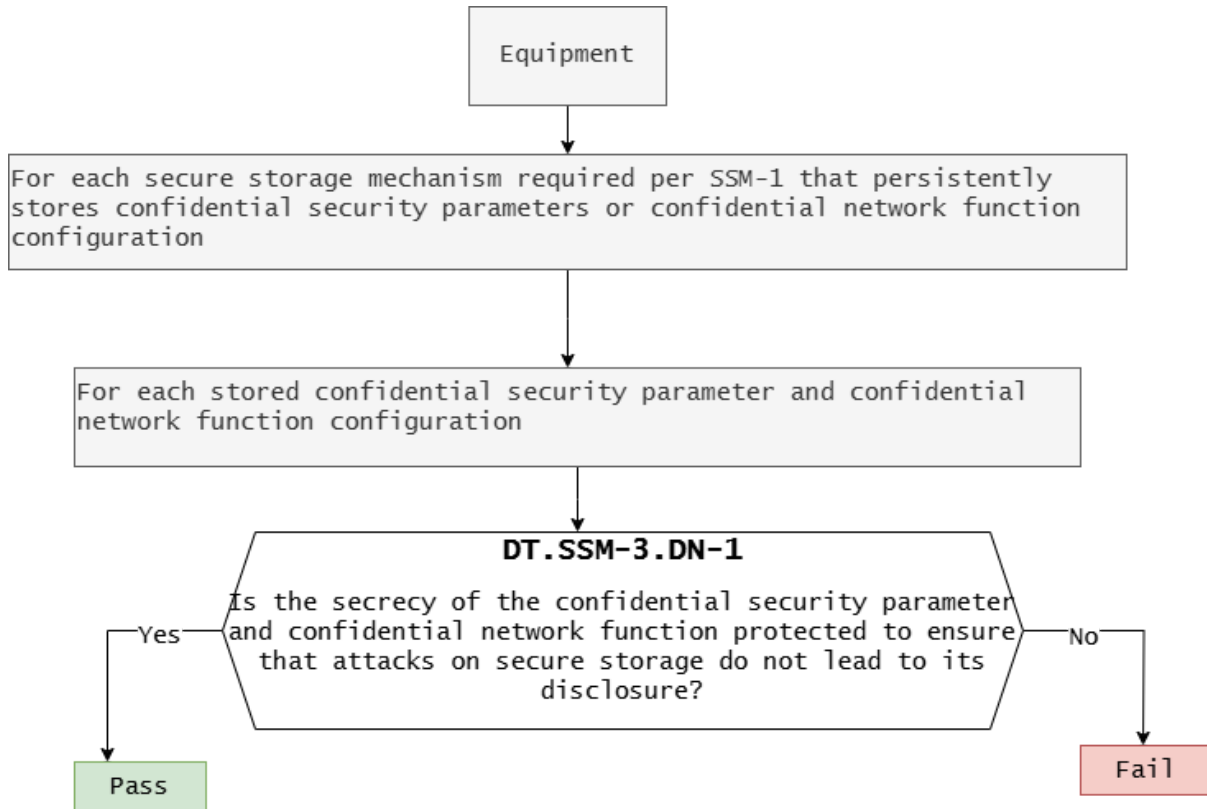 Equipment
For each secure storage mechanism required per SSM-1 that persistently
stores confidential security parameters or confidential network function
configuration
For each stored confidential security parameter and confidential
network function configuration
DT.SSM-3.DN-1
Is the secrecy of the confidential security parameter
and confidential network function protected to ensure
that attacks on secure storage do not lead to its
disclosure?
Yes
No
Pass
Fail